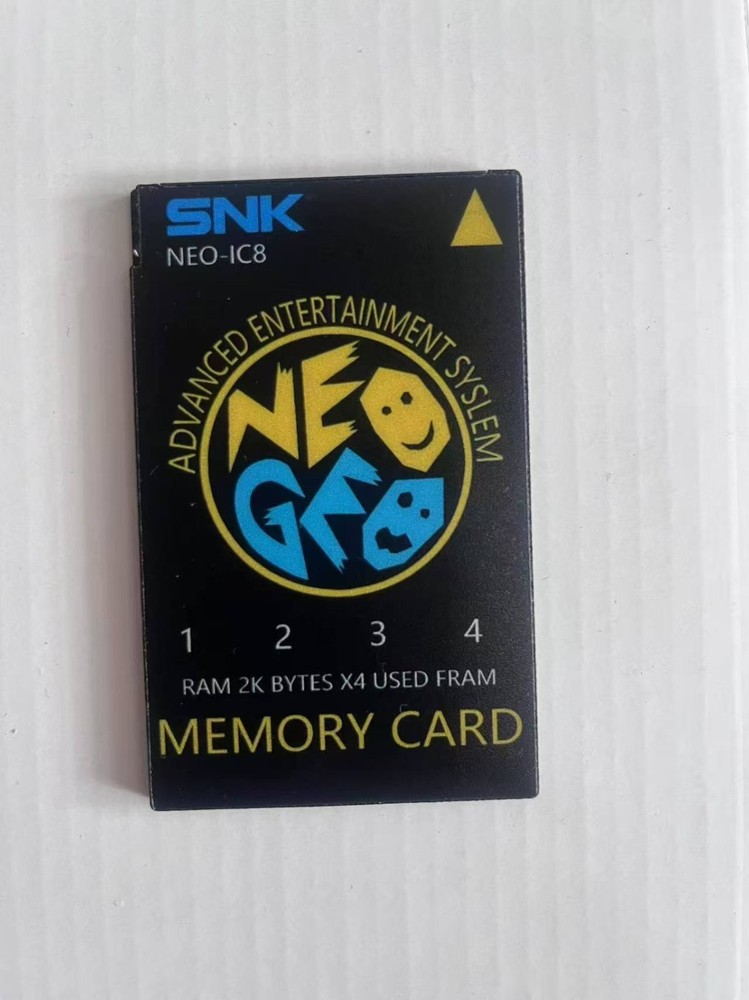 SNK
NEO-IC8
ADVANCED ENTERTAINMENT SYSLEM
NEO
GEO
1 2 3 4
RAM 2K BYTES X4 USED FRAM
MEMORY CARD